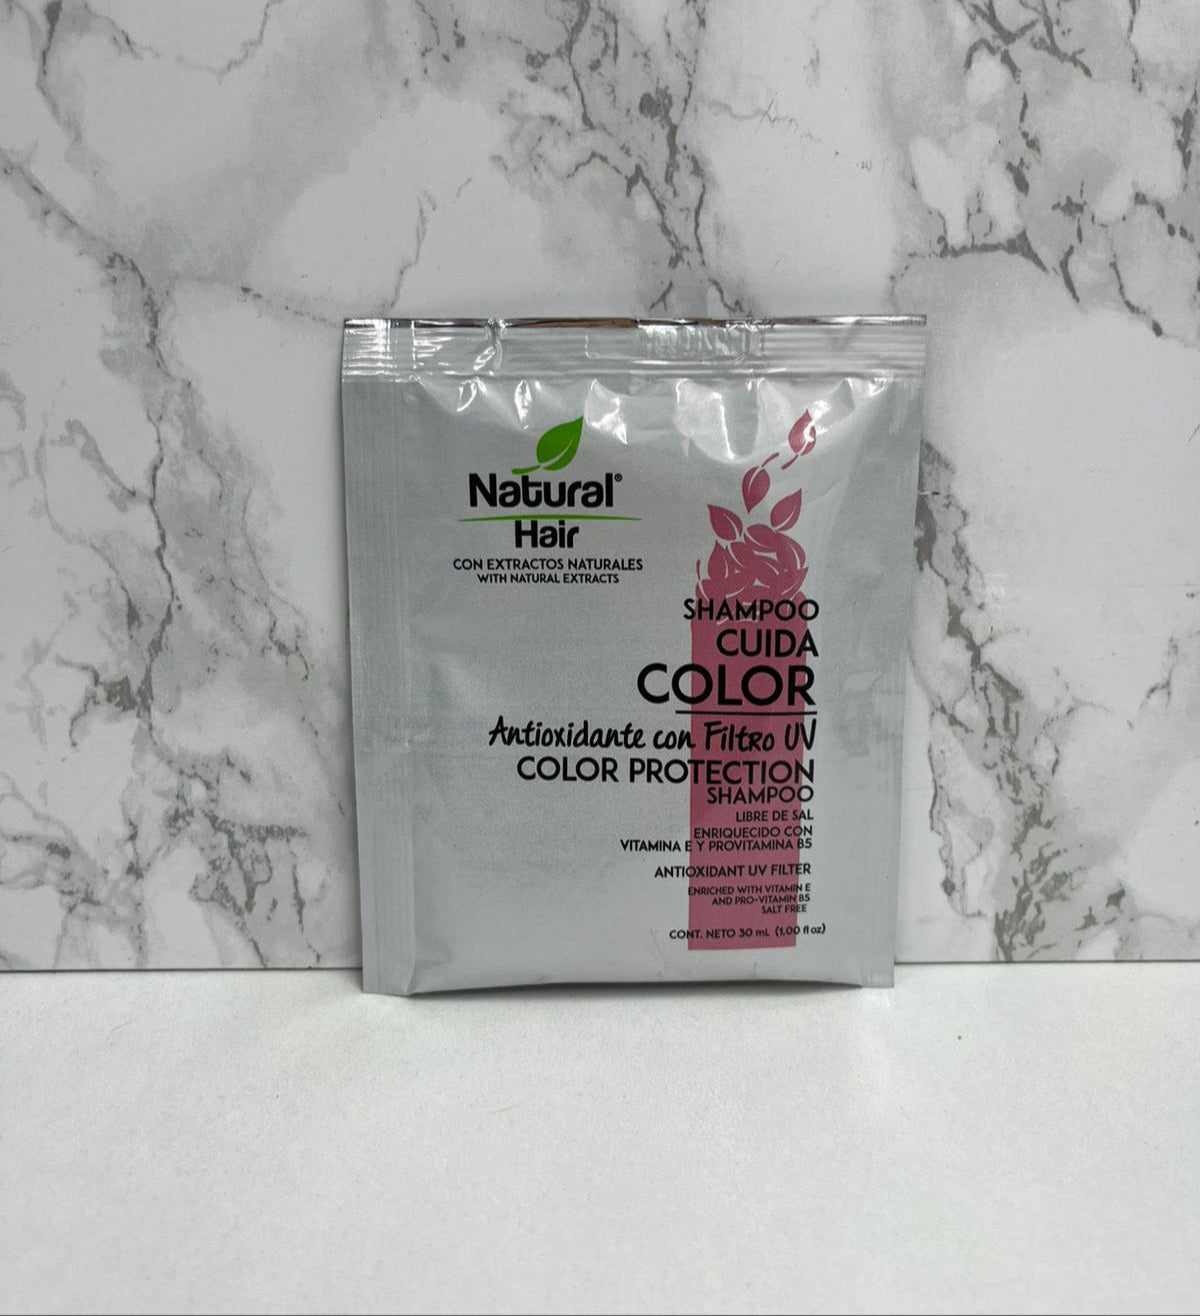 Natural®
Hair
CON EXTRACTOS NATURALES
WITH NATURAL EXTRACTS
SHAMPOO
CUIDA
COLOR
Antioxidante con Filtro UV
COLOR PROTECTION
SHAMPOO
LIBRE DE SAL
ENRIQUECIDO CON
VITAMINA E Y PROVITAMINA B5
ANTIOXIDANT UV FILTER
ENRICHED WITH VITAMIN E
AND PRO-VITAMIN B5
SALT FREE
CONT. NETO 30 mL (1,00 fl oz)